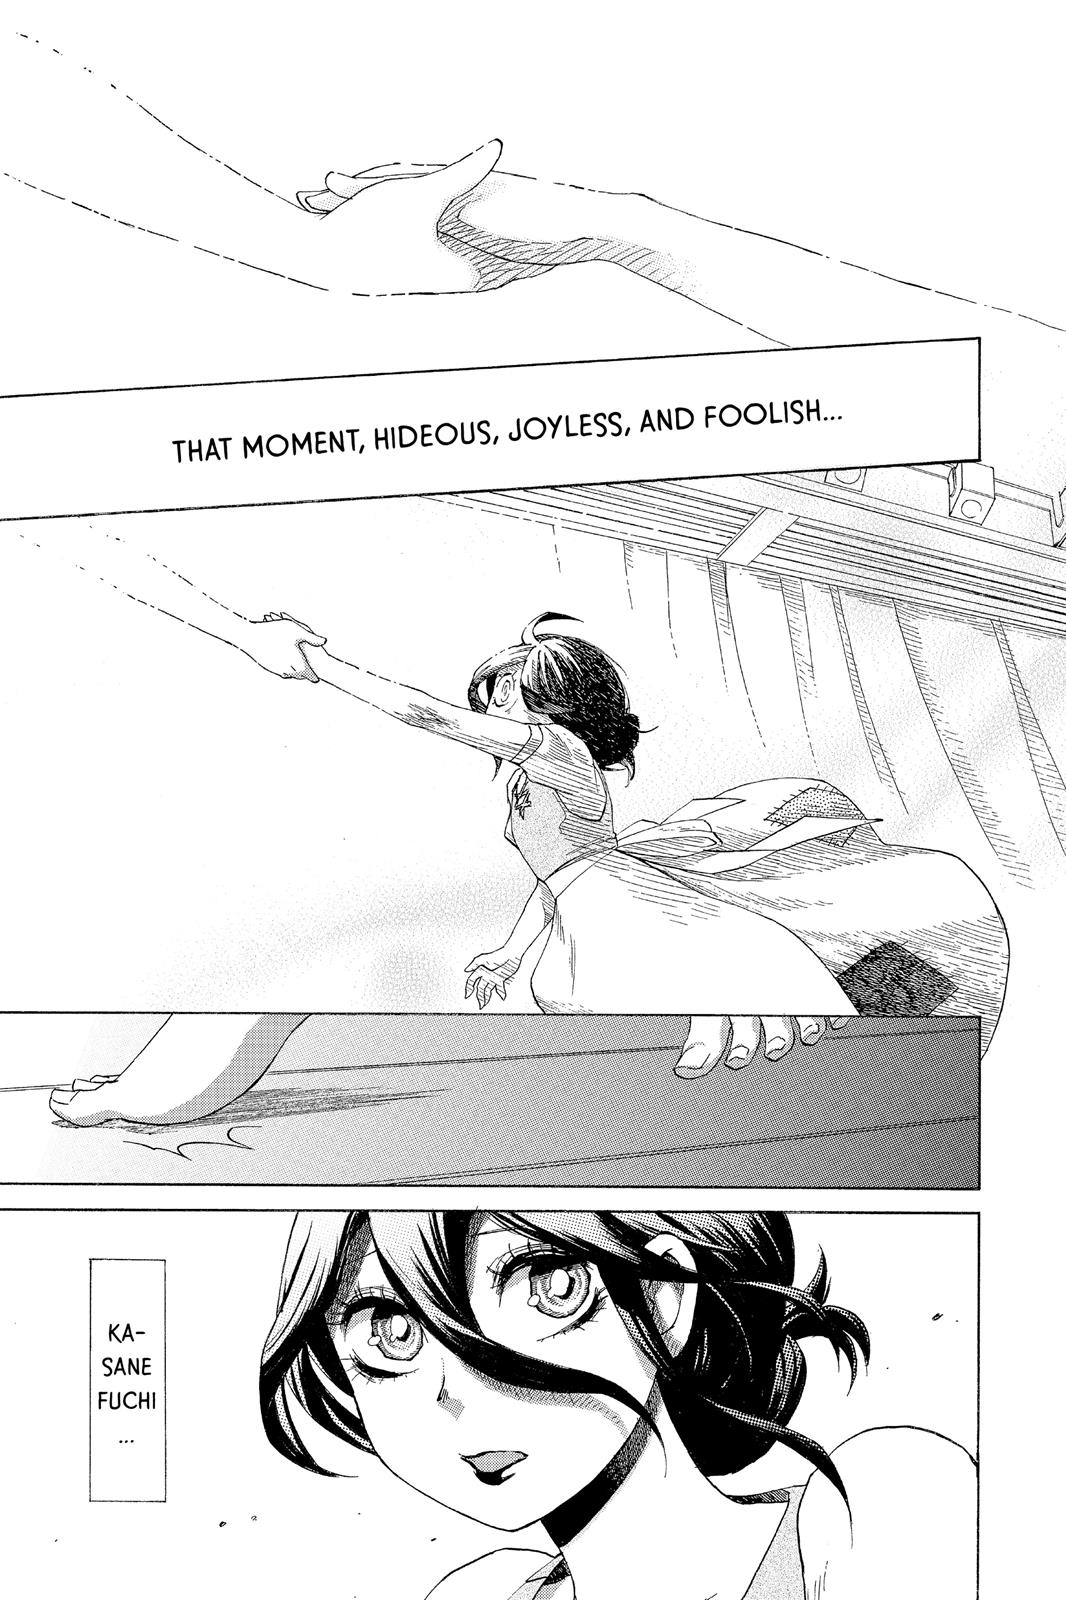 THAT MOMENT, HIDEOUS, JOYLESS, AND FOOLISH...
KA-
SANE
FUCHI
...